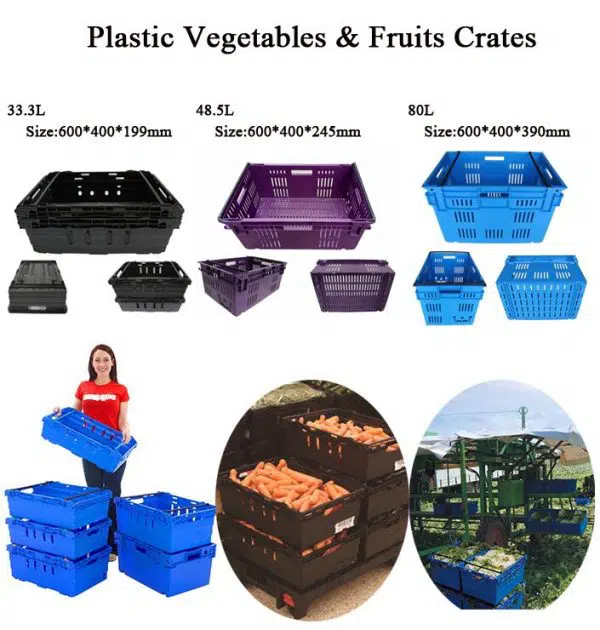 Plastic Vegetables & Fruits Crates
33.3L
Size:600*400*199mm
48.5L
Size:600*400*245mm
80L
Size:600*400*390mm